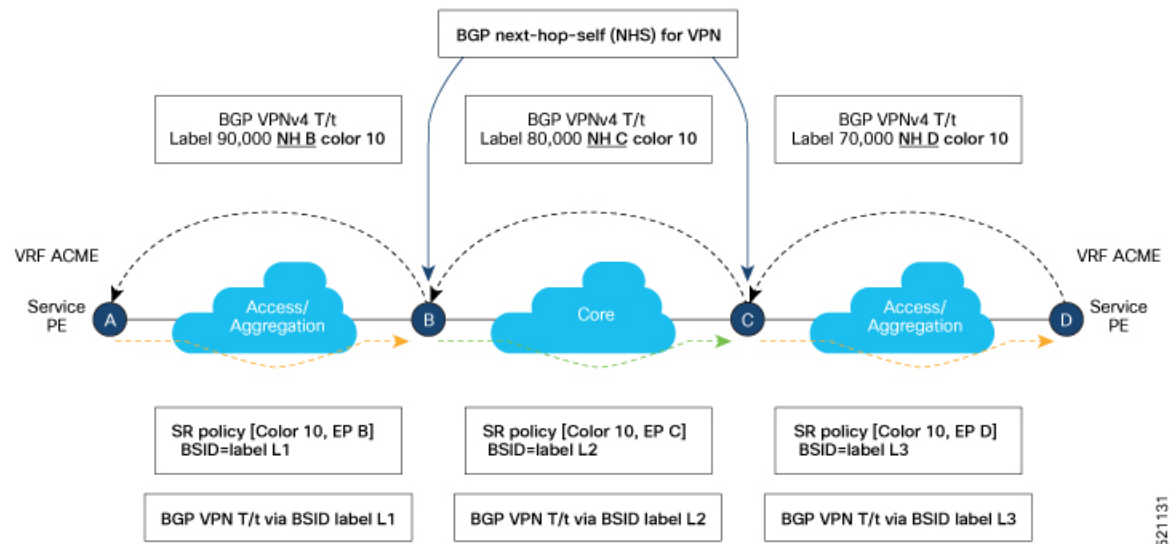 BGP next-hop-self (NHS) for VPN
BGP VPNv4 T/t
Label 90,000 NH B color 10
BGP VPNv4 T/t
Label 80,000 NH C color 10
BGP VPNv4 T/t
Label 70,000 NH D color 10
VRF ACME
VRF ACME
Service
PE
A
Access/
Aggregation
B
Core
C
Access/
Aggregation
D
Service
PE
SR policy [Color 10, EP B]
BSID=label L1
SR policy [Color 10, EP C]
BSID=label L2
SR policy [Color 10, EP D]
BSID=label L3
BGP VPN T/t via BSID label L1
BGP VPN T/t via BSID label L2
BGP VPN T/t via BSID label L3
521131